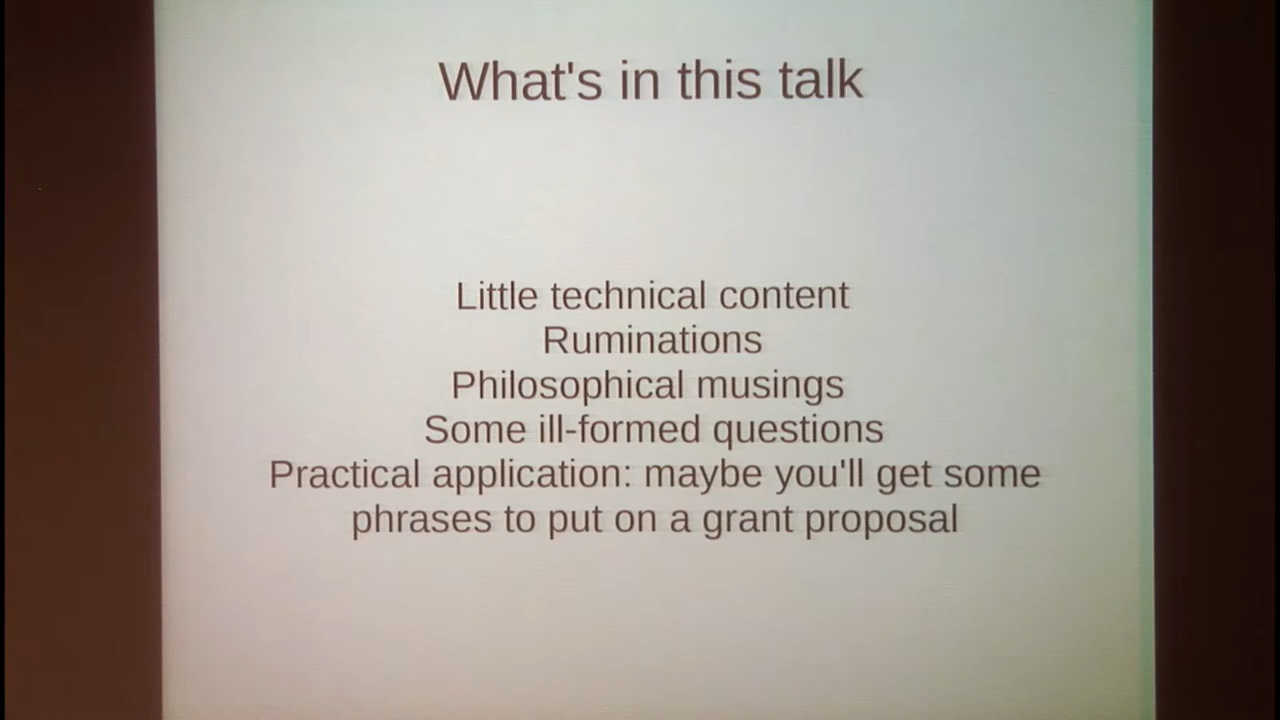 What's in this talk
Little technical content
Ruminations
Philosophical musings
Some ill-formed questions
Practical application: maybe you'll get some
phrases to put on a grant proposal